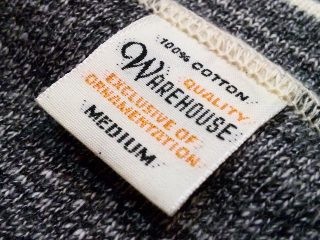 100% COTTON
QUALITY
WAREHOUSE
EXCLUSIVE OF
ORNAMENTATION
MEDIUM